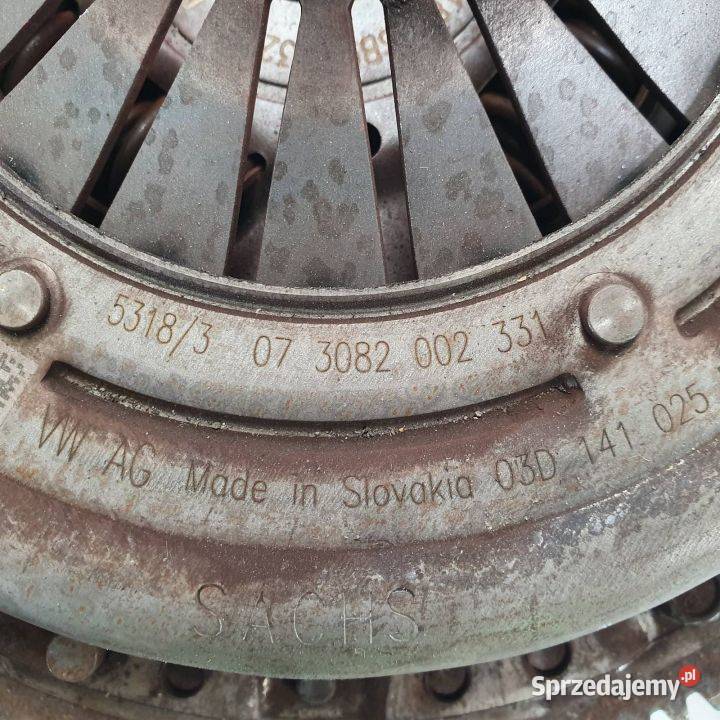 5318/3 07 3082 002 331
VW AG Made in Slovakia 03D 141 025
SACHS
Sprzedajemy.pl